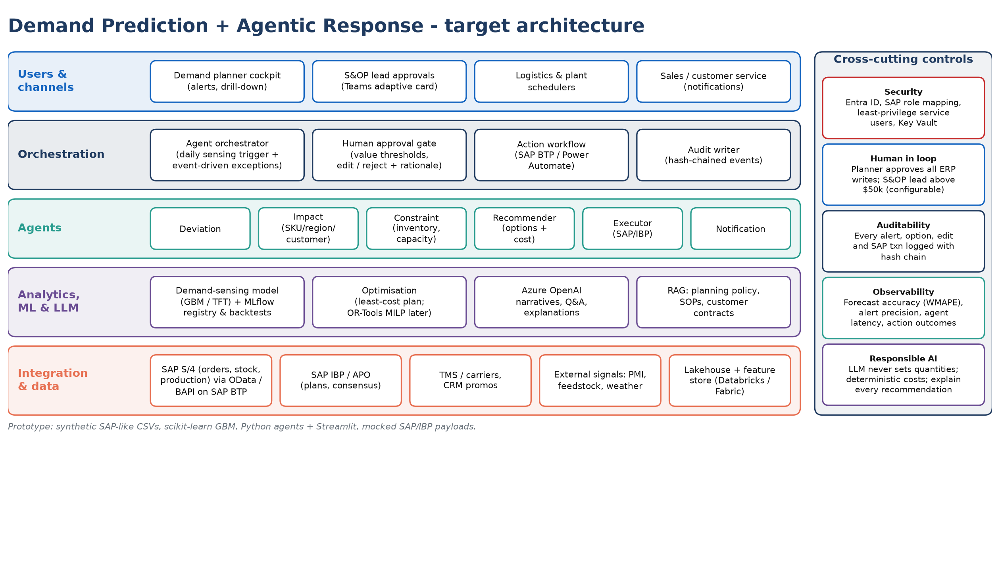 Demand Prediction + Agentic Response - target architecture
Users &
channels
Demand planner cockpit
(alerts, drill-down)
S&OP lead approvals
(Teams adaptive card)
Logistics & plant
schedulers
Sales / customer service
(notifications)
Orchestration
Agent orchestrator
(daily sensing trigger +
event-driven exceptions)
Human approval gate
(value thresholds,
edit / reject + rationale)
Action workflow
(SAP BTP / Power
Automate)
Audit writer
(hash-chained events)
Agents
Deviation
Impact
(SKU/region/
customer)
Constraint
(inventory,
capacity)
Recommender
(options +
cost)
Executor
(SAP/IBP)
Notification
Analytics,
ML & LLM
Demand-sensing model
(GBM / TFT) + MLflow
registry & backtests
Optimisation
(least-cost plan;
OR-Tools MILP later)
Azure OpenAI
narratives, Q&A,
explanations
RAG: planning policy,
SOPs, customer
contracts
Integration
& data
SAP S/4 (orders, stock,
production) via OData /
BAPI on SAP BTP
SAP IBP / APO
(plans, consensus)
TMS / carriers,
CRM promos
External signals: PMI,
feedstock, weather
Lakehouse + feature
store (Databricks /
Fabric)
Cross-cutting controls
Security
Entra ID, SAP role mapping,
least-privilege service
users, Key Vault
Human in loop
Planner approves all ERP
writes; S&OP lead above
$50k (configurable)
Auditability
Every alert, option, edit
and SAP txn logged with
hash chain
Observability
Forecast accuracy (WMAPE),
alert precision, agent
latency, action outcomes
Responsible AI
LLM never sets quantities;
deterministic costs; explain
every recommendation
Prototype: synthetic SAP-like CSVs, scikit-learn GBM, Python agents + Streamlit, mocked SAP/IBP payloads.